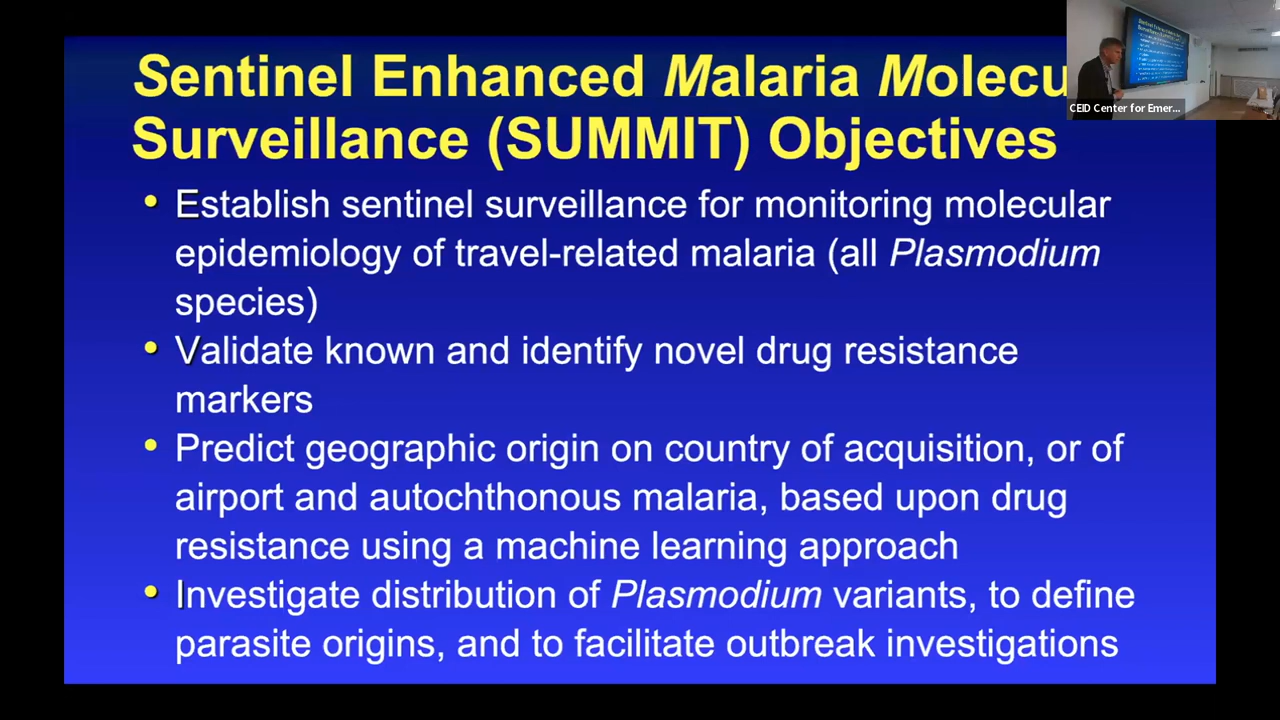 Sentinel Enhanced Malaria Molecu
Surveillance (SUMMIT) Objectives
CEID Center for Emer...
• Establish sentinel surveillance for monitoring molecular
epidemiology of travel-related malaria (all Plasmodium
species)
• Validate known and identify novel drug resistance
markers
• Predict geographic origin on country of acquisition, or of
airport and autochthonous malaria, based upon drug
resistance using a machine learning approach
• Investigate distribution of Plasmodium variants, to define
parasite origins, and to facilitate outbreak investigations